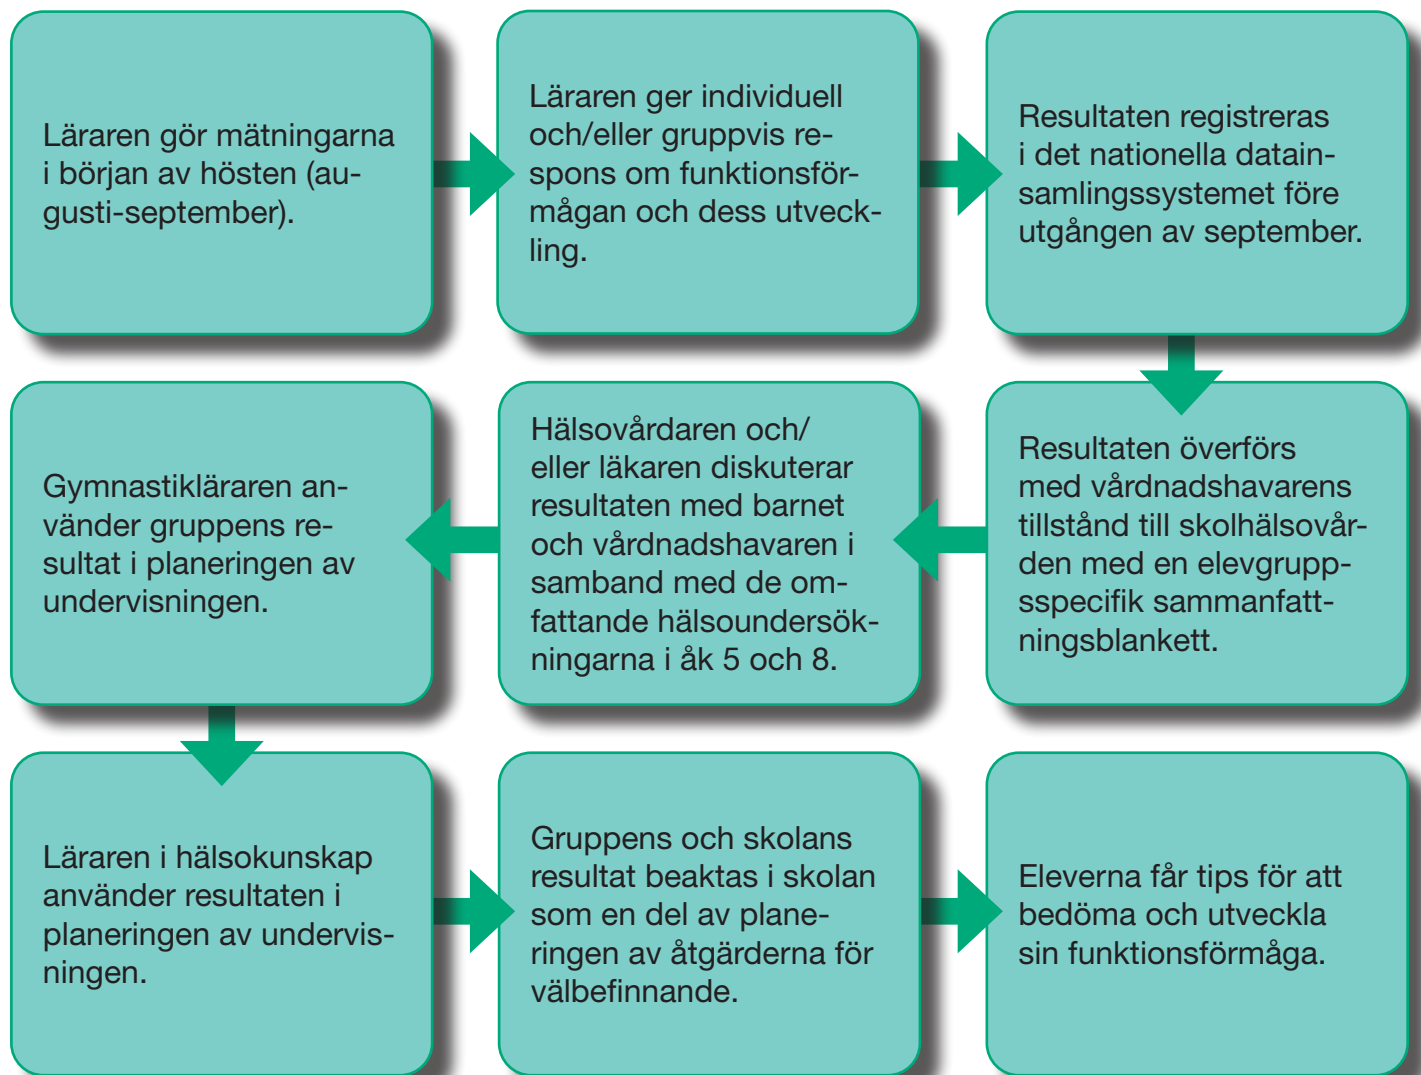 Läraren gör mätningarna
i början av hösten (au-
gusti-september).
Läraren ger individuell
och/eller gruppvis re-
spons om funktionsför-
mågan och dess utveck-
ling.
Resultaten registreras
i det nationella datain-
samlingssystemet före
utgången av september.
Resultaten överförs
med vårdnadshavarens
tillstånd till skolhälsovår-
den med en elevgrupp-
sspecifik sammanfatt-
ningsblankett.
Hälsovårdaren och/
eller läkaren diskuterar
resultaten med barnet
och vårdnadshavaren i
samband med de om-
fattande hälsoundersök-
ningarna i åk 5 och 8.
Gymnastikläraren an-
vänder gruppens re-
sultat i planeringen av
undervisningen.
Läraren i hälsokunskap
använder resultaten i
planeringen av undervis-
ningen.
Gruppens och skolans
resultat beaktas i skolan
som en del av plane-
ringen av åtgärderna för
välbefinnande.
Eleverna får tips för att
bedöma och utveckla
sin funktionsförmåga.